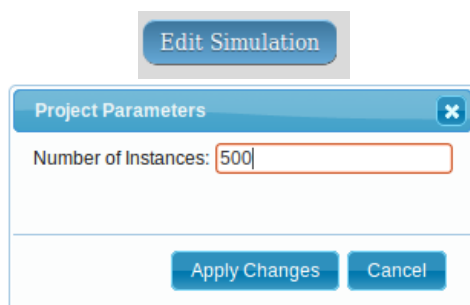 Edit Simulation
Project Parameters
Number of Instances: 500
Apply Changes Cancel